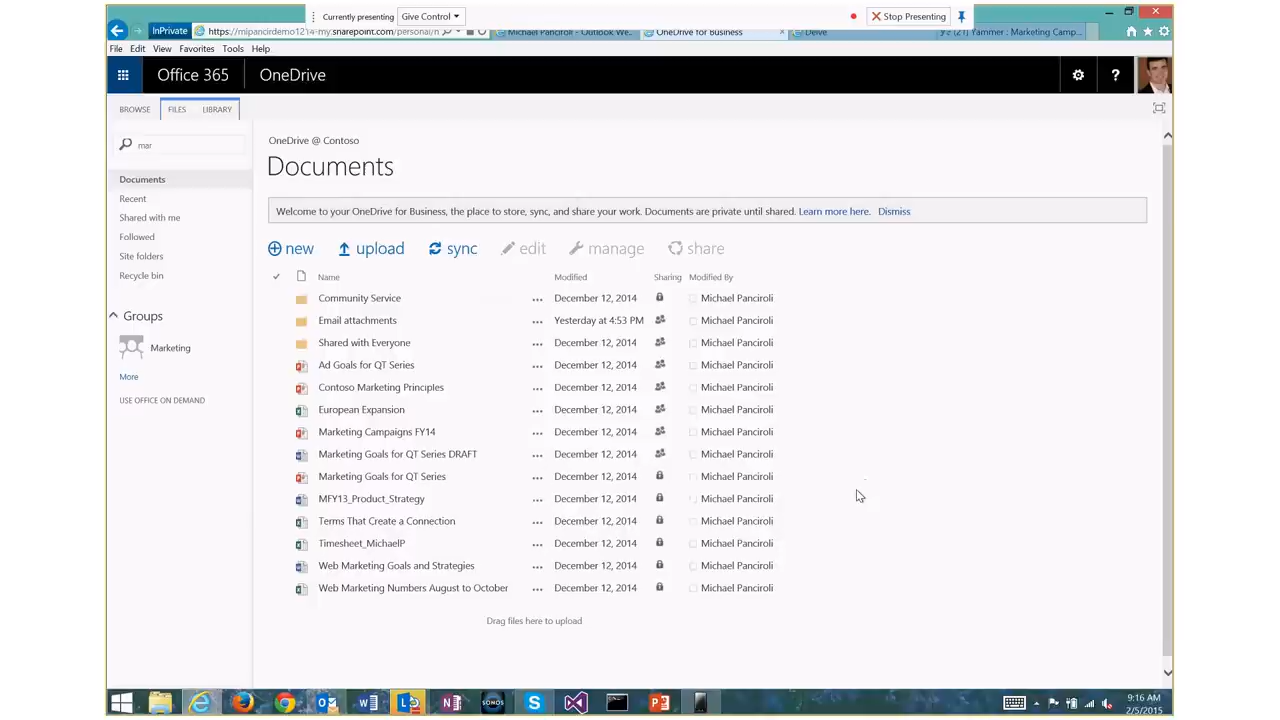 Currently presenting
Give Control
Stop Presenting
InPrivate
https://mipancirdemo1214-my.sharepoint.com/personal/
Michael Panciroli - Outlook We...
OneDrive for Business
Delve
(21) Yammer : Marketing Camp...
File Edit View Favorites Tools Help
Office 365
OneDrive
?
BROWSE
FILES
LIBRARY
mar
OneDrive @ Contoso
Documents
Documents
Recent
Shared with me
Followed
Site folders
Recycle bin
Groups
Marketing
More
USE OFFICE ON DEMAND
Welcome to your OneDrive for Business, the place to store, sync, and share your work. Documents are private until shared. Learn more here. Dismiss
new upload sync edit manage share
Name Modified Sharing Modified By
Community Service ... December 12, 2014 Michael Panciroli
Email attachments ... Yesterday at 4:53 PM Michael Panciroli
Shared with Everyone ... December 12, 2014 Michael Panciroli
Ad Goals for QT Series ... December 12, 2014 Michael Panciroli
Contoso Marketing Principles ... December 12, 2014 Michael Panciroli
European Expansion ... December 12, 2014 Michael Panciroli
Marketing Campaigns FY14 ... December 12, 2014 Michael Panciroli
Marketing Goals for QT Series DRAFT ... December 12, 2014 Michael Panciroli
Marketing Goals for QT Series ... December 12, 2014 Michael Panciroli
MFY13_Product_Strategy ... December 12, 2014 Michael Panciroli
Terms That Create a Connection ... December 12, 2014 Michael Panciroli
Timesheet_MichaelP ... December 12, 2014 Michael Panciroli
Web Marketing Goals and Strategies ... December 12, 2014 Michael Panciroli
Web Marketing Numbers August to October ... December 12, 2014 Michael Panciroli
Drag files here to upload
SONOS
9:16 AM
2/5/2015